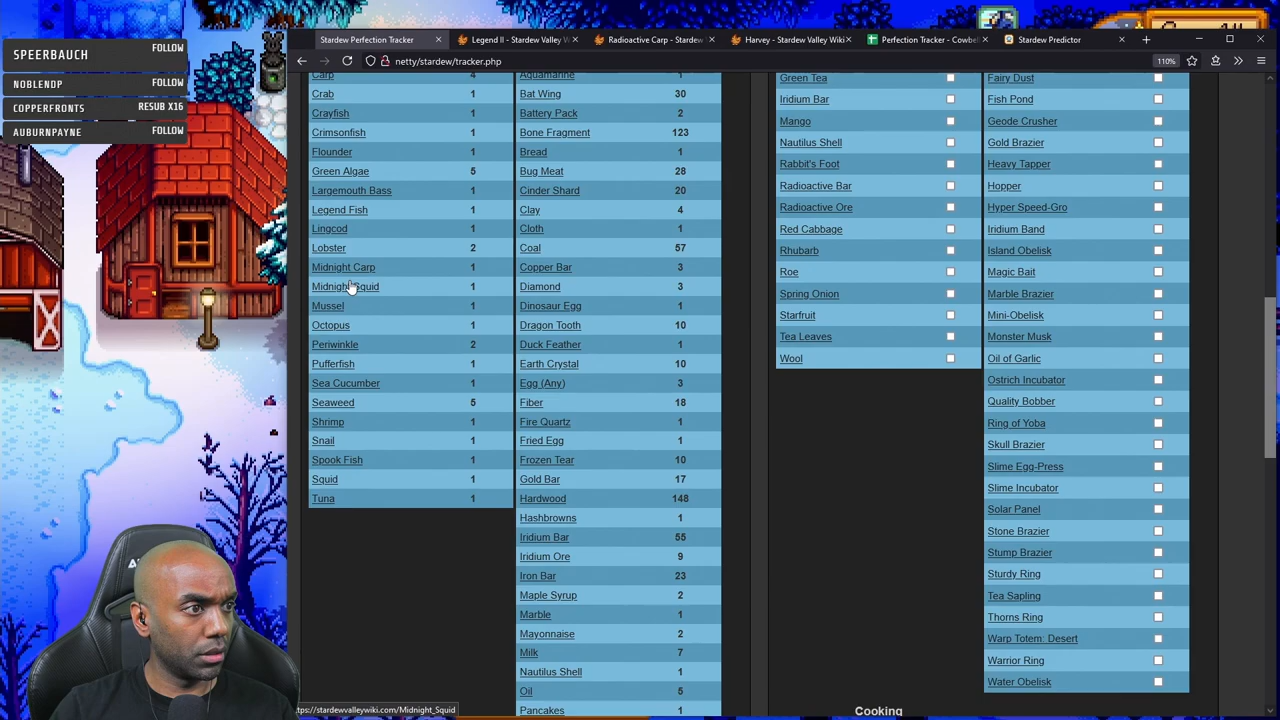 SPEERBAUCH FOLLOW
NOBLENDP FOLLOW
COPPERFRONTS RESUB X16
AUBURNPAYNE FOLLOW
Stardew Perfection Tracker
Legend II - Stardew Valley W
Radioactive Carp - Stardew
Harvey - Stardew Valley Wiki
Perfection Tracker - Cowbel
Stardew Predictor
netty/stardew/tracker.php
110%
Carp 4
Crab 1
Crayfish 1
Crimsonfish 1
Flounder 1
Green Algae 5
Largemouth Bass 1
Legend Fish 1
Lingcod 1
Lobster 2
Midnight Carp 1
Midnight Squid 1
Mussel 1
Octopus 1
Periwinkle 2
Pufferfish 1
Sea Cucumber 1
Seaweed 5
Shrimp 1
Snail 1
Spook Fish 1
Squid 1
Tuna 1
Aquamarine 1
Bat Wing 30
Battery Pack 2
Bone Fragment 123
Bread 1
Bug Meat 28
Cinder Shard 20
Clay 4
Cloth 1
Coal 57
Copper Bar 3
Diamond 3
Dinosaur Egg 1
Dragon Tooth 10
Duck Feather 1
Earth Crystal 10
Egg (Any) 3
Fiber 18
Fire Quartz 1
Fried Egg 1
Frozen Tear 10
Gold Bar 17
Hardwood 148
Hashbrowns 1
Iridium Bar 55
Iridium Ore 9
Iron Bar 23
Maple Syrup 2
Marble 1
Mayonnaise 2
Milk 7
Nautilus Shell 1
Oil 5
Pancakes 1
Green Tea
Iridium Bar
Mango
Nautilus Shell
Rabbit's Foot
Radioactive Bar
Radioactive Ore
Red Cabbage
Rhubarb
Roe
Spring Onion
Starfruit
Tea Leaves
Wool
Fairy Dust
Fish Pond
Geode Crusher
Gold Brazier
Heavy Tapper
Hopper
Hyper Speed-Gro
Iridium Band
Island Obelisk
Magic Bait
Marble Brazier
Mini-Obelisk
Monster Musk
Oil of Garlic
Ostrich Incubator
Quality Bobber
Ring of Yoba
Skull Brazier
Slime Egg-Press
Slime Incubator
Solar Panel
Stone Brazier
Stump Brazier
Sturdy Ring
Tea Sapling
Thorns Ring
Warp Totem: Desert
Warrior Ring
Water Obelisk
Cooking
ttps://stardewvalleywiki.com/Midnight_Squid